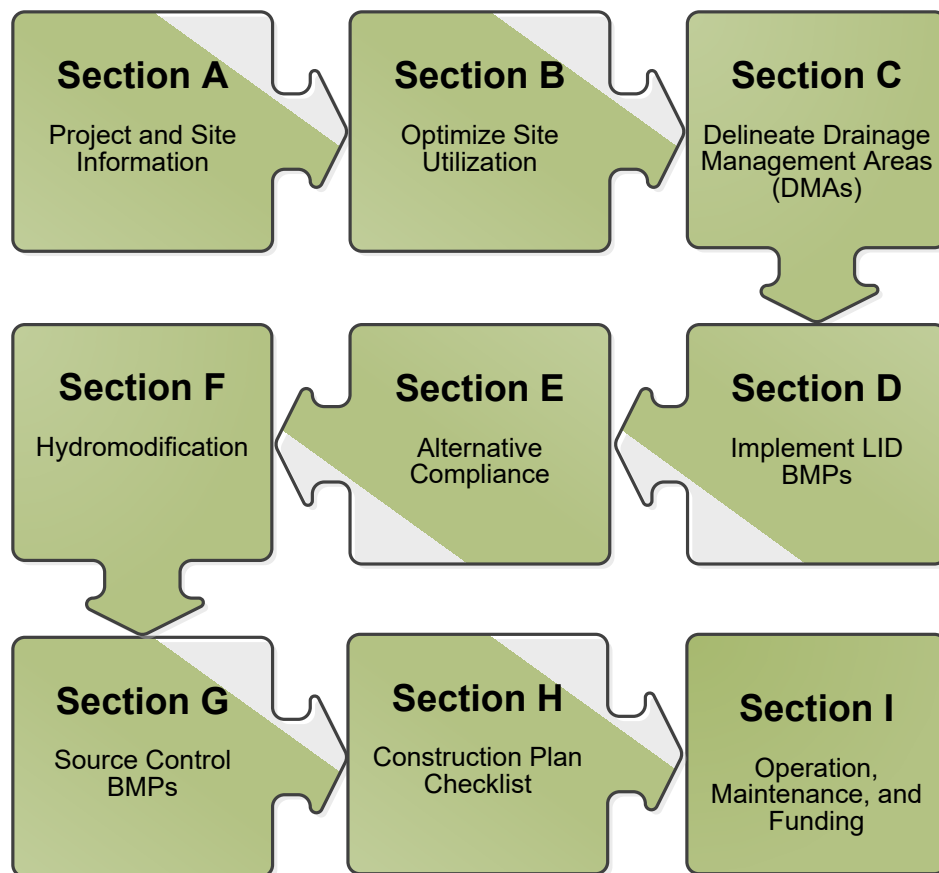 Section A
Project and Site
Information
Section B
Optimize Site
Utilization
Section C
Delineate Drainage
Management Areas
(DMAs)
Section D
Implement LID
BMPs
Section E
Alternative
Compliance
Section F
Hydromodification
Section G
Source Control
BMPs
Section H
Construction Plan
Checklist
Section I
Operation,
Maintenance, and
Funding